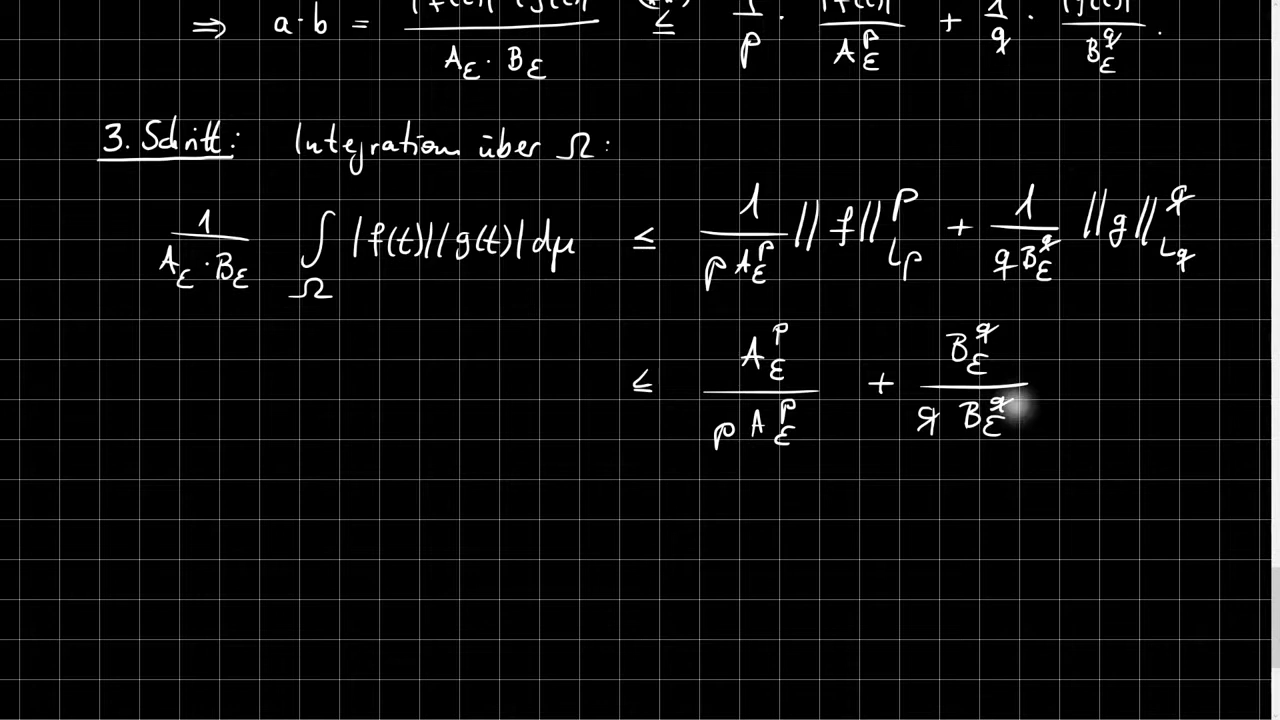 ⇒ a·b = |f(t)|·|g(t)| / (A_ε · B_ε) ≤ 1/p · |f(t)| / A_ε^p + 1/q · |g(t)| / B_ε^q .
3. Schritt: Integration über Ω:
1/(A_ε · B_ε) ∫_Ω |f(t)||g(t)| dμ ≤ 1/(p A_ε^p) ||f||_{L_p}^p + 1/(q B_ε^q) ||g||_{L_q}^q
≤ A_ε^p / (p A_ε^p) + B_ε^q / (q B_ε^q)